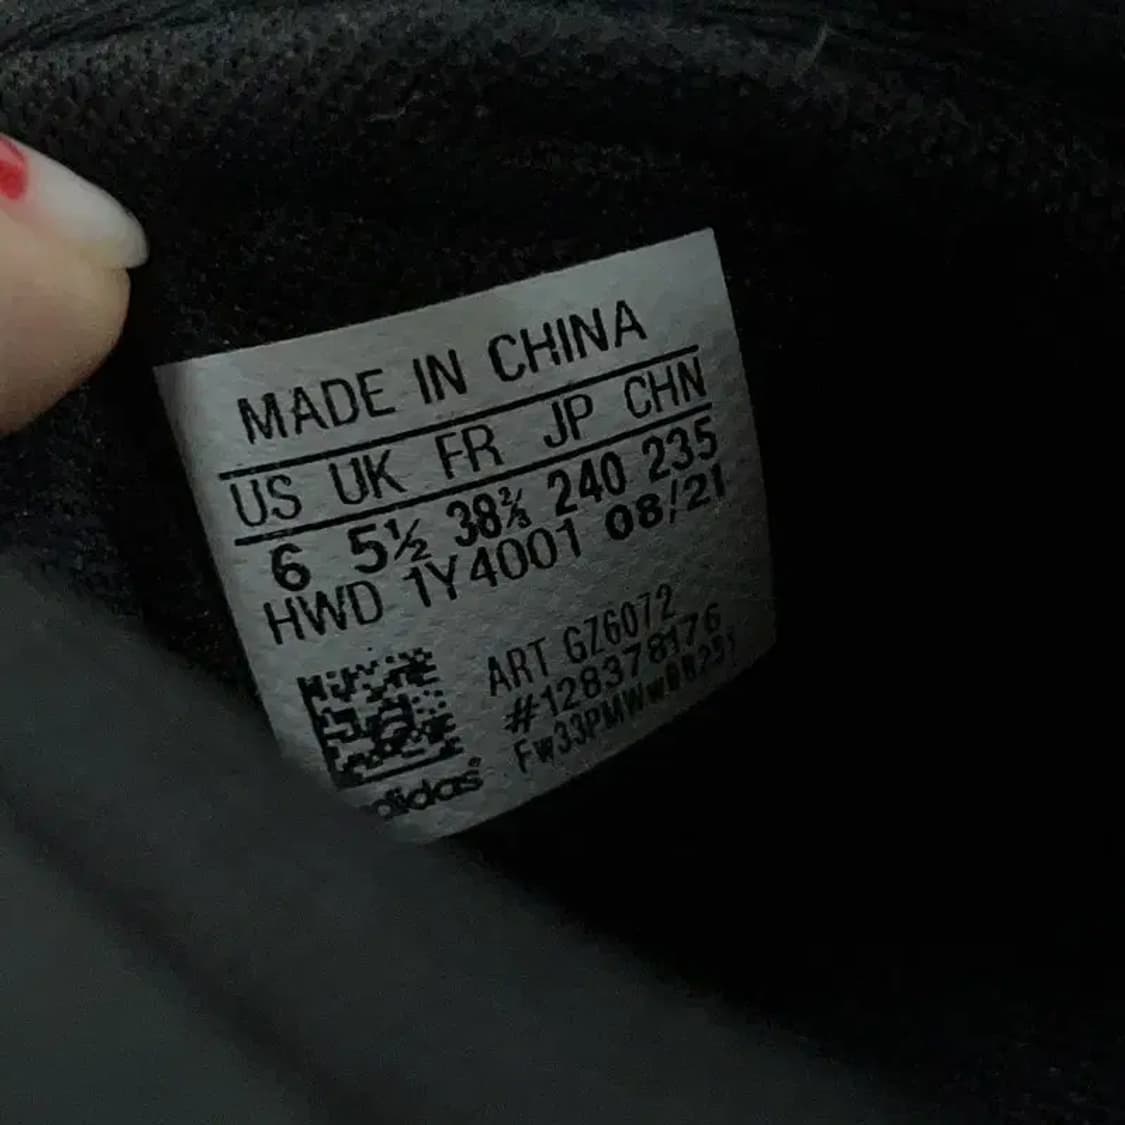 MADE IN CHINA
US UK FR JP CHN
6 5½ 38⅔ 240 235
HWD 1Y4001 08/21
ART GZ6072
#128378176
adidas